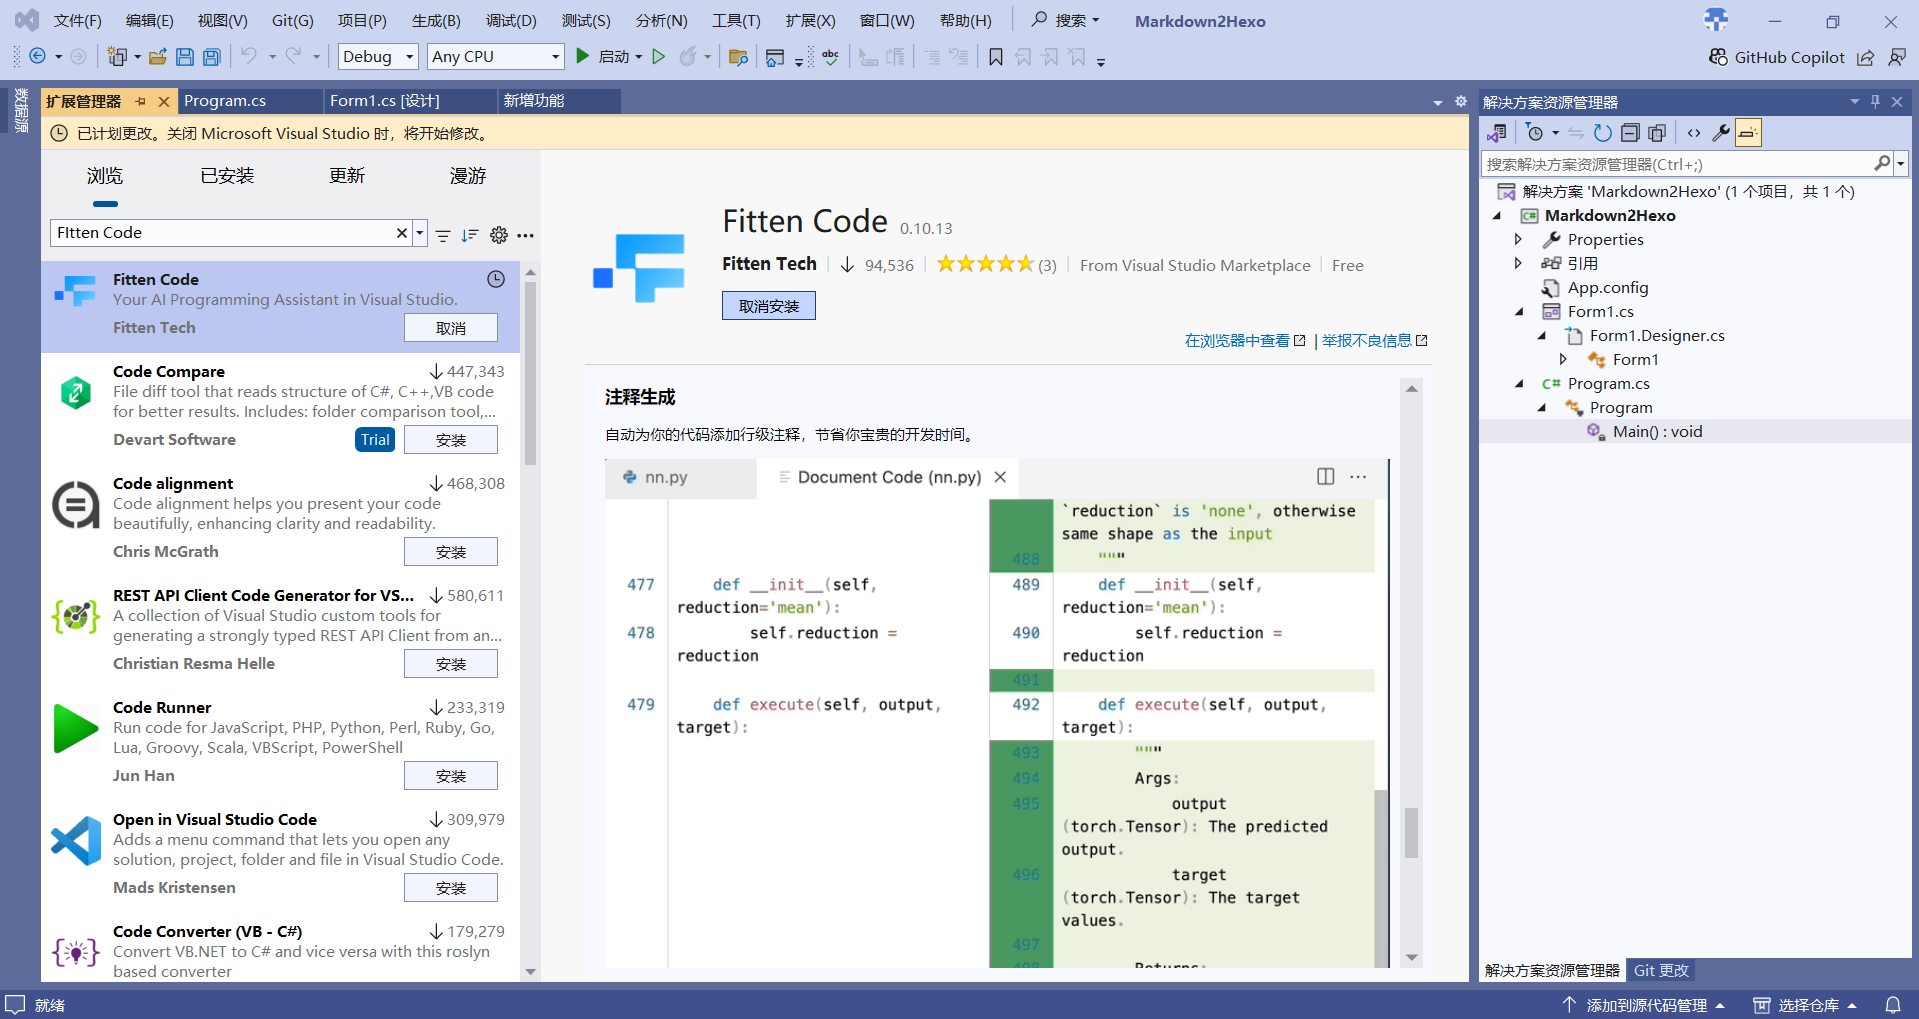 文件(F) 编辑(E) 视图(V) Git(G) 项目(P) 生成(B) 调试(D) 测试(S) 分析(N) 工具(T) 扩展(X) 窗口(W) 帮助(H) 搜索 Markdown2Hexo
Debug Any CPU 启动 abc GitHub Copilot
数据源
扩展管理器 Program.cs Form1.cs [设计] 新增功能
已计划更改。关闭 Microsoft Visual Studio 时，将开始修改。
浏览 已安装 更新 漫游
FItten Code
Fitten Code
Your AI Programming Assistant in Visual Studio.
Fitten Tech 取消
Code Compare 447,343
File diff tool that reads structure of C#, C++,VB code
for better results. Includes: folder comparison tool,...
Devart Software Trial 安装
Code alignment 468,308
Code alignment helps you present your code
beautifully, enhancing clarity and readability.
Chris McGrath 安装
REST API Client Code Generator for VS... 580,611
A collection of Visual Studio custom tools for
generating a strongly typed REST API Client from an...
Christian Resma Helle 安装
Code Runner 233,319
Run code for JavaScript, PHP, Python, Perl, Ruby, Go,
Lua, Groovy, Scala, VBScript, PowerShell
Jun Han 安装
Open in Visual Studio Code 309,979
Adds a menu command that lets you open any
solution, project, folder and file in Visual Studio Code.
Mads Kristensen 安装
Code Converter (VB - C#) 179,279
Convert VB.NET to C# and vice versa with this roslyn
based converter
Fitten Code 0.10.13
Fitten Tech 94,536 (3) From Visual Studio Marketplace Free
取消安装
在浏览器中查看 | 举报不良信息
注释生成
自动为你的代码添加行级注释，节省你宝贵的开发时间。
nn.py Document Code (nn.py)
`reduction` is 'none', otherwise
same shape as the input
488 """
477 def __init__(self, 489 def __init__(self,
reduction='mean'): reduction='mean'):
478 self.reduction = 490 self.reduction =
reduction reduction
491
479 def execute(self, output, 492 def execute(self, output,
target): target):
493 """
494 Args:
495 output
(torch.Tensor): The predicted
output.
496 target
(torch.Tensor): The target
values.
497
498 Returns:
解决方案资源管理器
搜索解决方案资源管理器(Ctrl+;)
解决方案 'Markdown2Hexo' (1 个项目，共 1 个)
C# Markdown2Hexo
Properties
引用
App.config
Form1.cs
Form1.Designer.cs
Form1
C# Program.cs
Program
Main() : void
解决方案资源管理器 Git 更改
就绪 添加到源代码管理 选择仓库